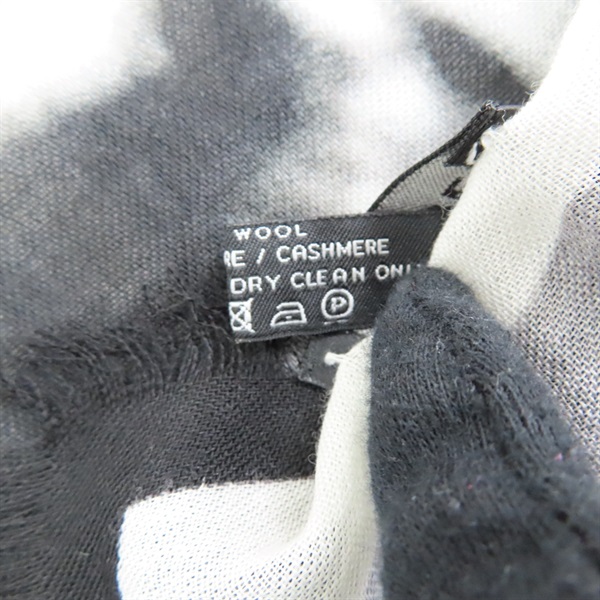 WOOL
RE / CASHMERE
DRY CLEAN ONL
P